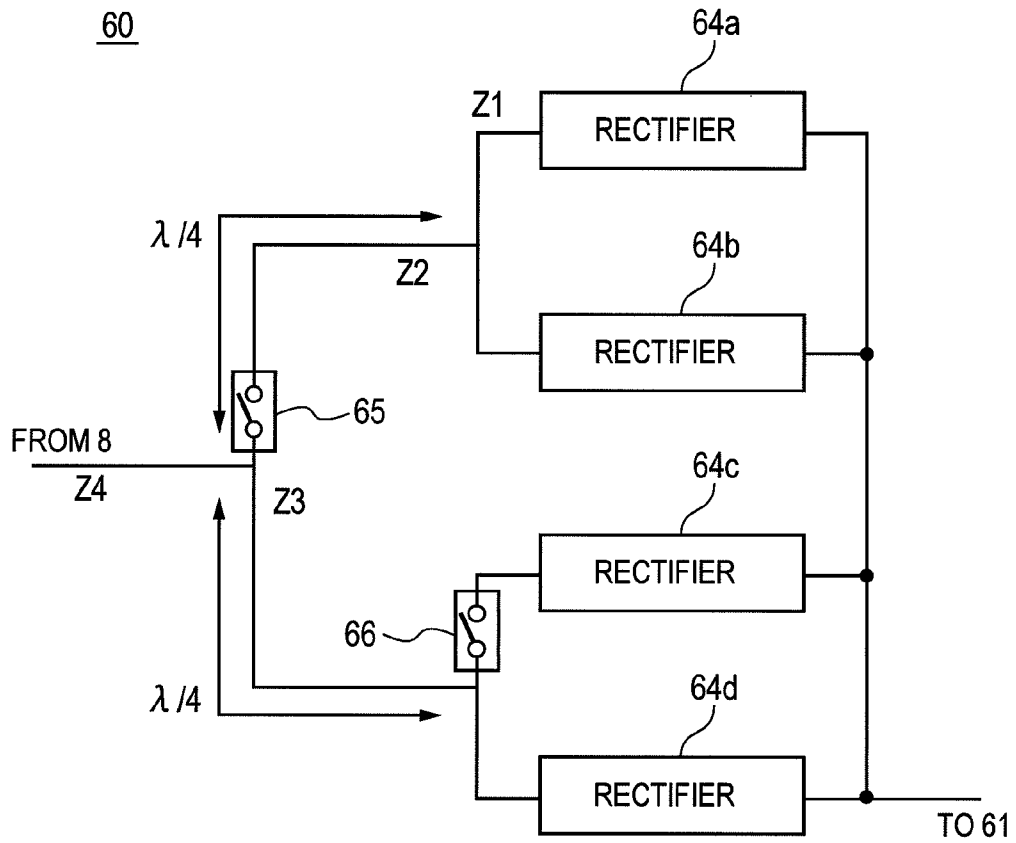 60
64a
Z1
RECTIFIER
λ/4
64b
Z2
RECTIFIER
65
FROM 8
Z4
Z3
64c
RECTIFIER
66
64d
λ/4
RECTIFIER
TO 61